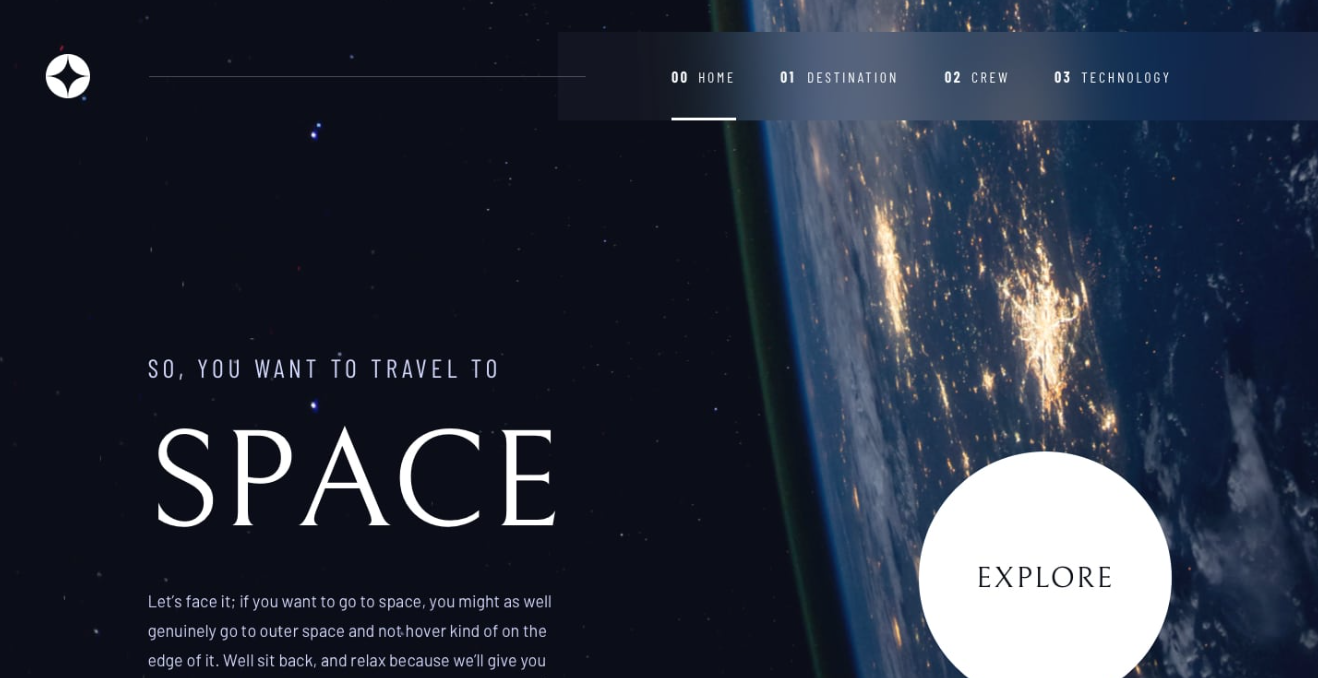 00 HOME 01 DESTINATION 02 CREW 03 TECHNOLOGY
SO, YOU WANT TO TRAVEL TO
SPACE
Let’s face it; if you want to go to space, you might as well
genuinely go to outer space and not hover kind of on the
edge of it. Well sit back, and relax because we’ll give you
EXPLORE